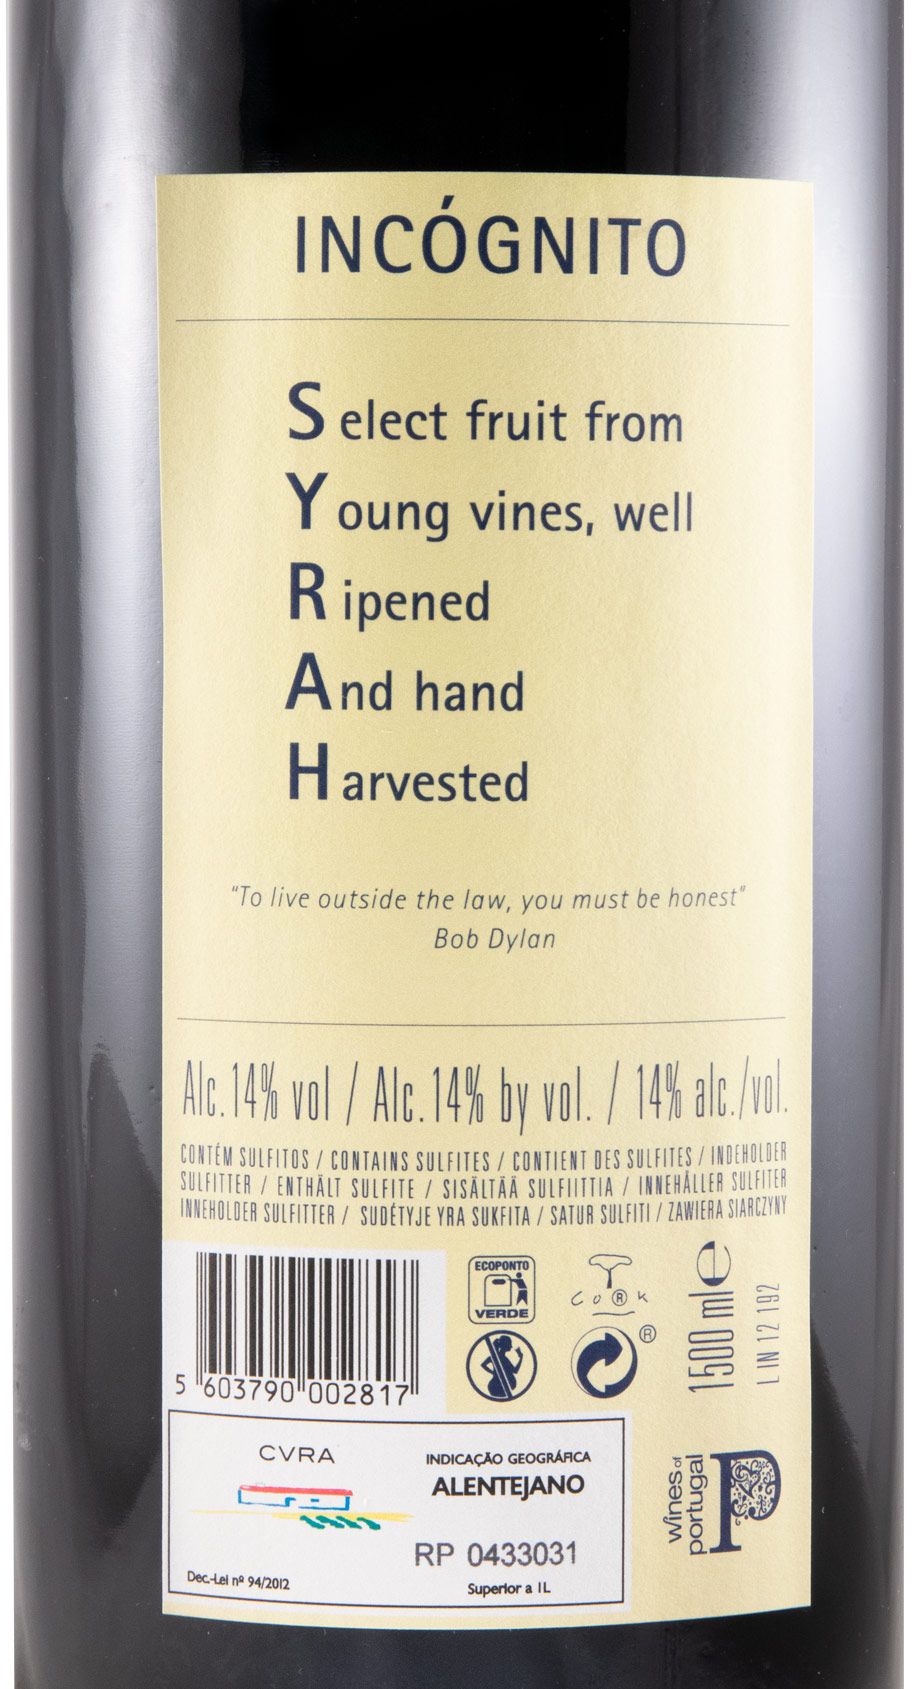 INCÓGNITO
Select fruit from
Young vines, well
Ripened
And hand
Harvested
"To live outside the law, you must be honest"
Bob Dylan
Alc. 14% vol / Alc. 14% by vol. / 14% alc./vol.
CONTÉM SULFITOS / CONTAINS SULFITES / CONTIENT DES SULFITES / INDEHOLDER
SULFITTER / ENTHÄLT SULFITE / SISÄLTÄÄ SULFIITTIA / INNEHÅLLER SULFITER
INNEHOLDER SULFITTER / SUDÉTYJE YRA SUKFITA / SATUR SULFITI / ZAWIERA SIARCZYNY
5 603790 002817
ECOPONTO
VERDE
CORK
®
1500 ml e
LIN 12 192
CVRA
Dec.-Lei nº 94/2012
INDICAÇÃO GEOGRÁFICA
ALENTEJANO
RP 0433031
Superior a 1L
wines of
portugal
P